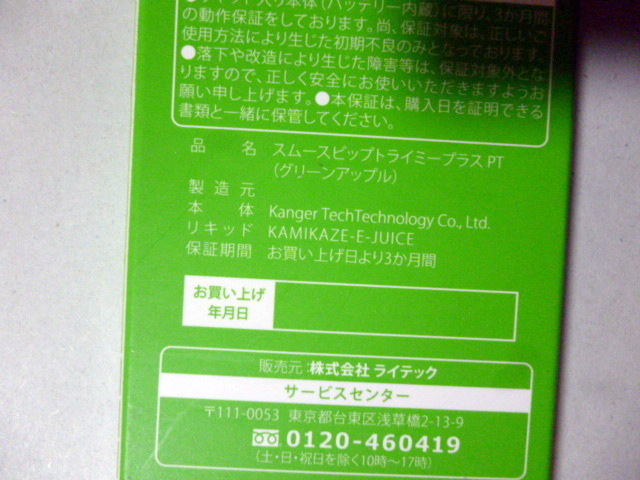 本体(バッテリー内蔵)に限り、3か月間
の動作保証をしております。尚、保証対象は、正しいご
使用方法により生じた初期不良のみとなっております。
●落下や改造により生じた障害等は、保証対象外とな
りますので、正しく安全にお使いいただきますようお
願い申し上げます。●本保証は、購入日を証明できる
書類と一緒に保管してください。
品 名 スムースビップトライミープラス PT
(グリーンアップル)
製造元
本 体 Kanger TechTechnology Co., Ltd.
リキッド KAMIKAZE-E-JUICE
保証期間 お買い上げ日より3か月間
お買い上げ
年月日
販売元:株式会社 ライテック
サービスセンター
〒111-0053 東京都台東区浅草橋2-13-9
0120-460419
(土・日・祝日を除く10時〜17時)